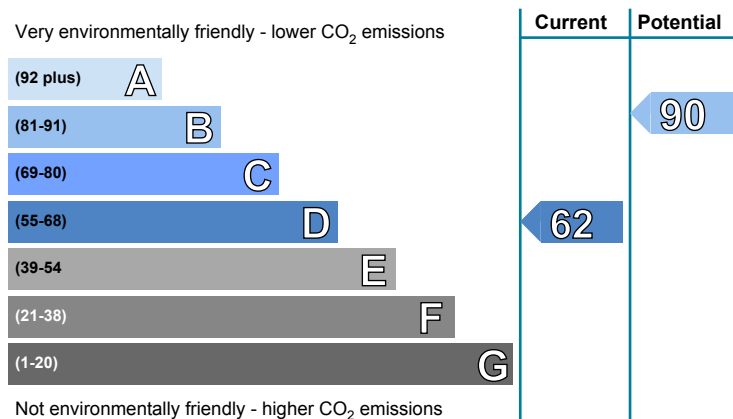 Current Potential
Very environmentally friendly - lower CO₂ emissions
(92 plus) A
(81-91) B
90
(69-80) C
(55-68) D
62
(39-54 E
(21-38) F
(1-20) G
Not environmentally friendly - higher CO₂ emissions